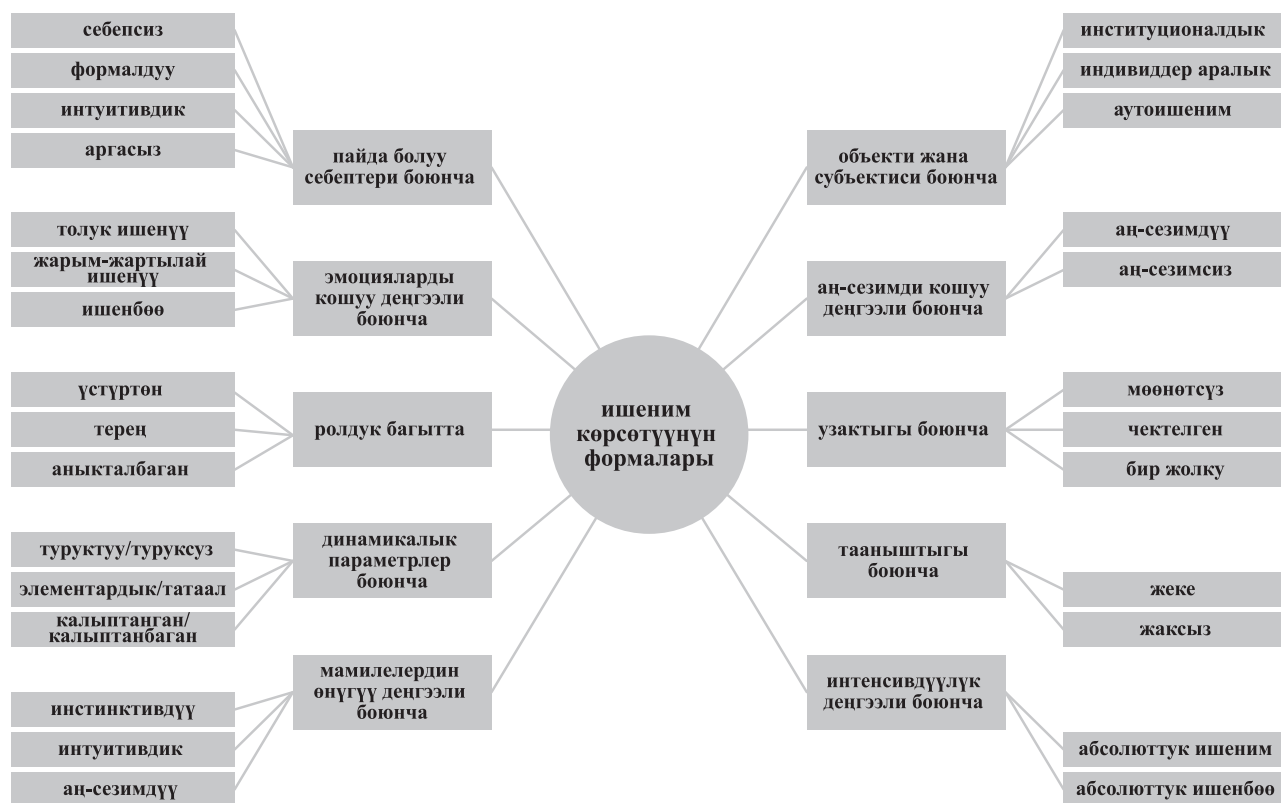 себепсиз
формалдуу
интуитивдик
аргасыз
пайда болуу
себептери боюнча
толук ишенүү
жарым-жартылай
ишенүү
ишенбөө
эмоцияларды
кошуу деңгээли
боюнча
үстүртөн
терең
аныкталбаган
ролдук багытта
туруктуу/туруксуз
элементардык/татаал
калыптанган/
калыптанбаган
динамикалык
параметрлер
боюнча
инстинктивдүү
интуитивдик
аң-сезимдүү
мамилелердин
өнүгүү деңгээли
боюнча
ишеним
көрсөтүүнүн
формалары
объекти жана
субъектиси боюнча
институционалдык
индивиддер аралык
аутоишеним
аң-сезимди кошуу
деңгээли боюнча
аң-сезимдүү
аң-сезимсиз
узактыгы боюнча
мөөнөтсүз
чектелген
бир жолку
тааныштыгы
боюнча
жеке
жаксыз
интенсивдүүлүк
деңгээли боюнча
абсолюттук ишеним
абсолюттук ишенбөө